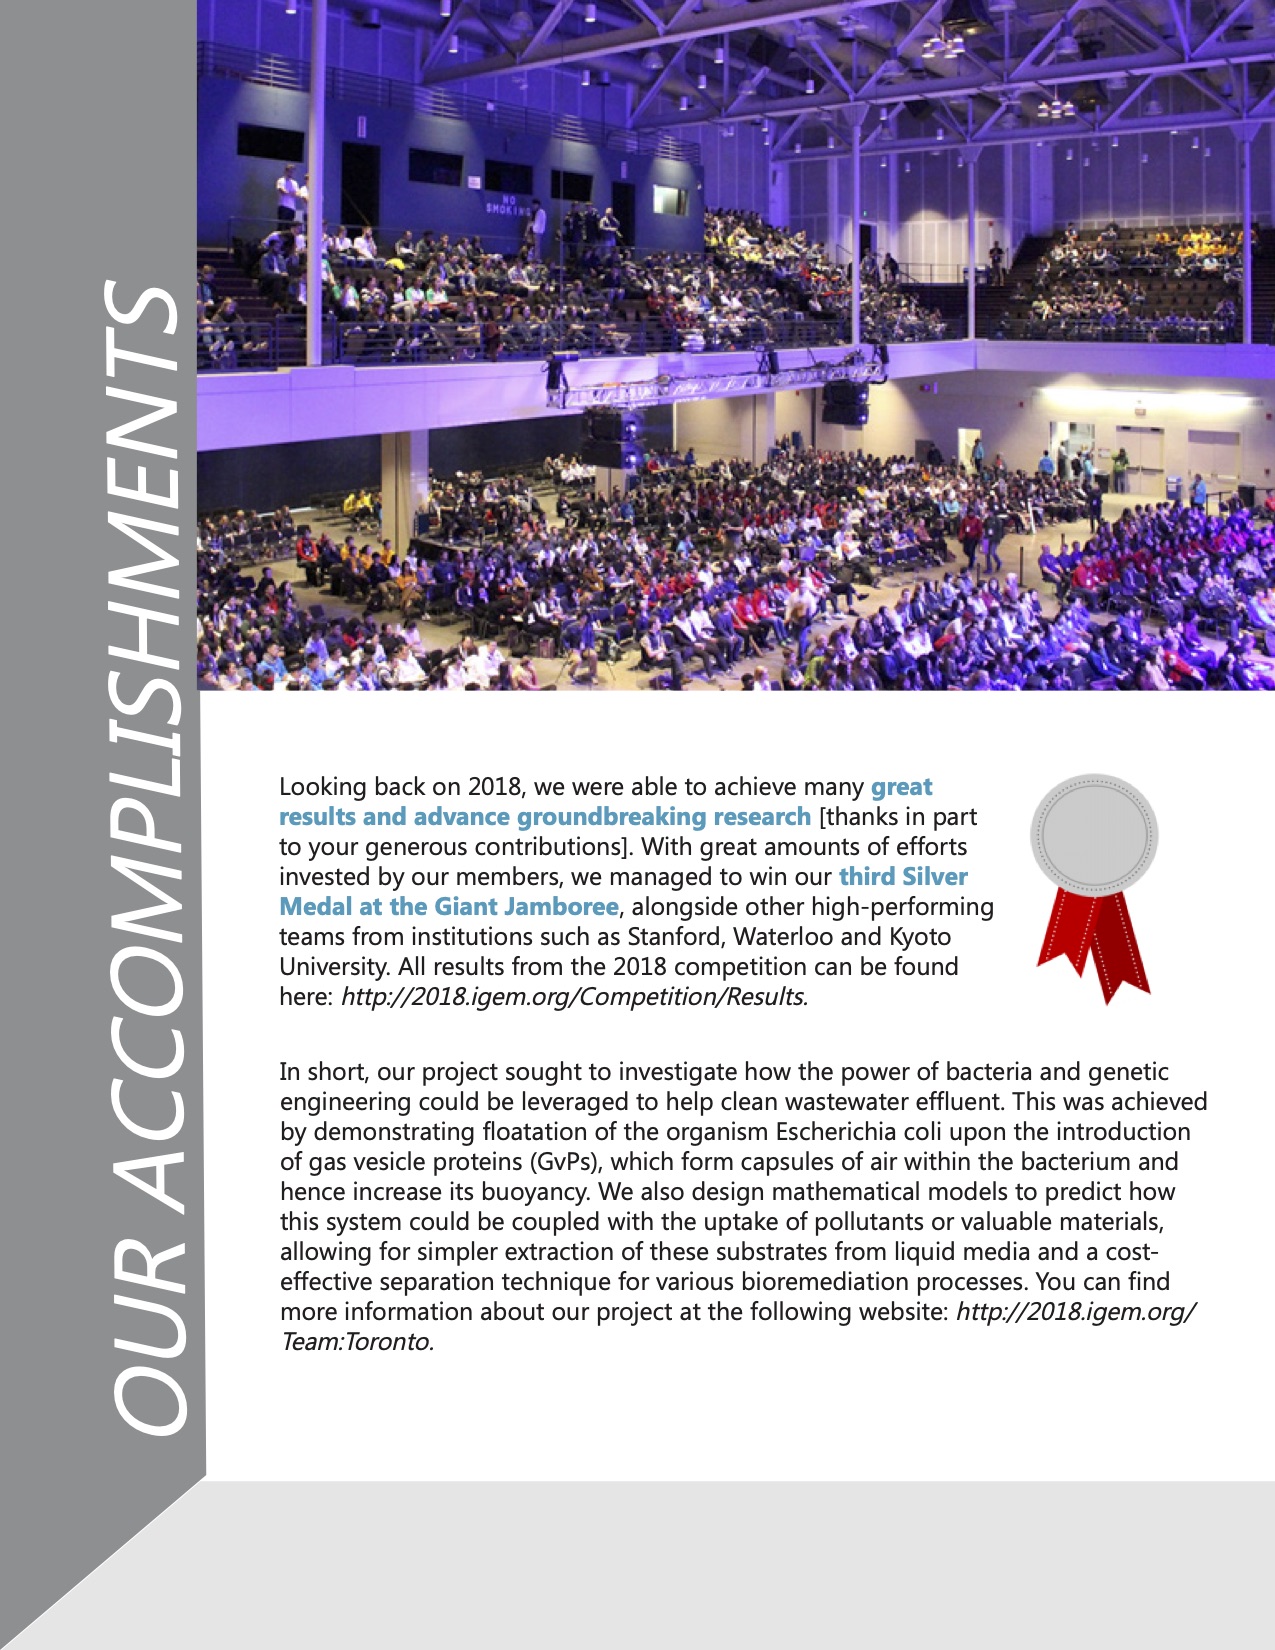 NO
SMOKING
OUR ACCOMPLISHMENTS
Looking back on 2018, we were able to achieve many great
results and advance groundbreaking research [thanks in part
to your generous contributions]. With great amounts of efforts
invested by our members, we managed to win our third Silver
Medal at the Giant Jamboree, alongside other high-performing
teams from institutions such as Stanford, Waterloo and Kyoto
University. All results from the 2018 competition can be found
here: http://2018.igem.org/Competition/Results.
In short, our project sought to investigate how the power of bacteria and genetic
engineering could be leveraged to help clean wastewater effluent. This was achieved
by demonstrating floatation of the organism Escherichia coli upon the introduction
of gas vesicle proteins (GvPs), which form capsules of air within the bacterium and
hence increase its buoyancy. We also design mathematical models to predict how
this system could be coupled with the uptake of pollutants or valuable materials,
allowing for simpler extraction of these substrates from liquid media and a cost-
effective separation technique for various bioremediation processes. You can find
more information about our project at the following website: http://2018.igem.org/
Team:Toronto.